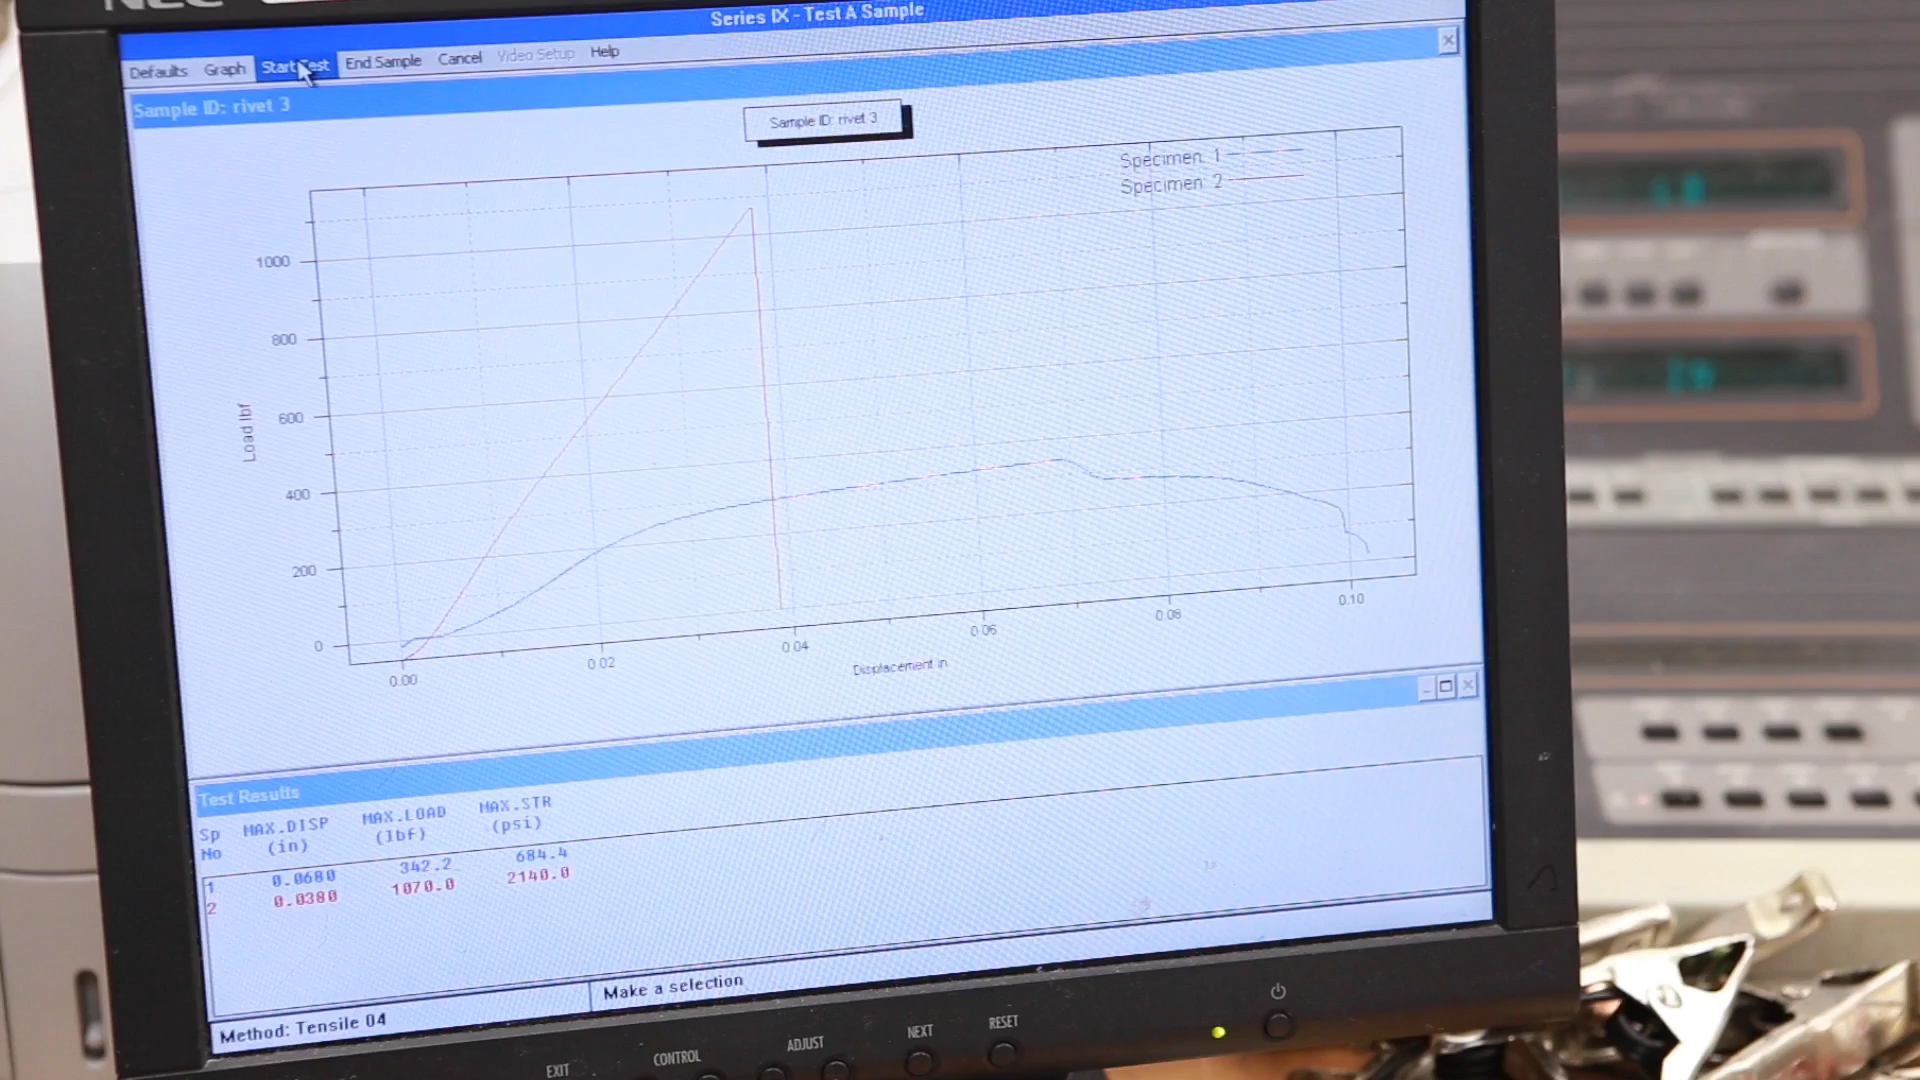 NEC
Series IX - Test A Sample
Defaults Graph Start Test End Sample Cancel Video Setup Help
Sample ID: rivet 3
Sample ID: rivet 3
Specimen: 1
Specimen: 2
1000
800
600
400
200
0
Load lbf
0.00 0.02 0.04 0.06 0.08 0.10
Displacement in
Test Results
Sp No MAX.DISP (in) MAX.LOAD (lbf) MAX.STR (psi)
1 0.0680 342.2 684.4
2 0.0380 1070.0 2140.0
Method: Tensile 04 Make a selection
EXIT CONTROL ADJUST NEXT RESET